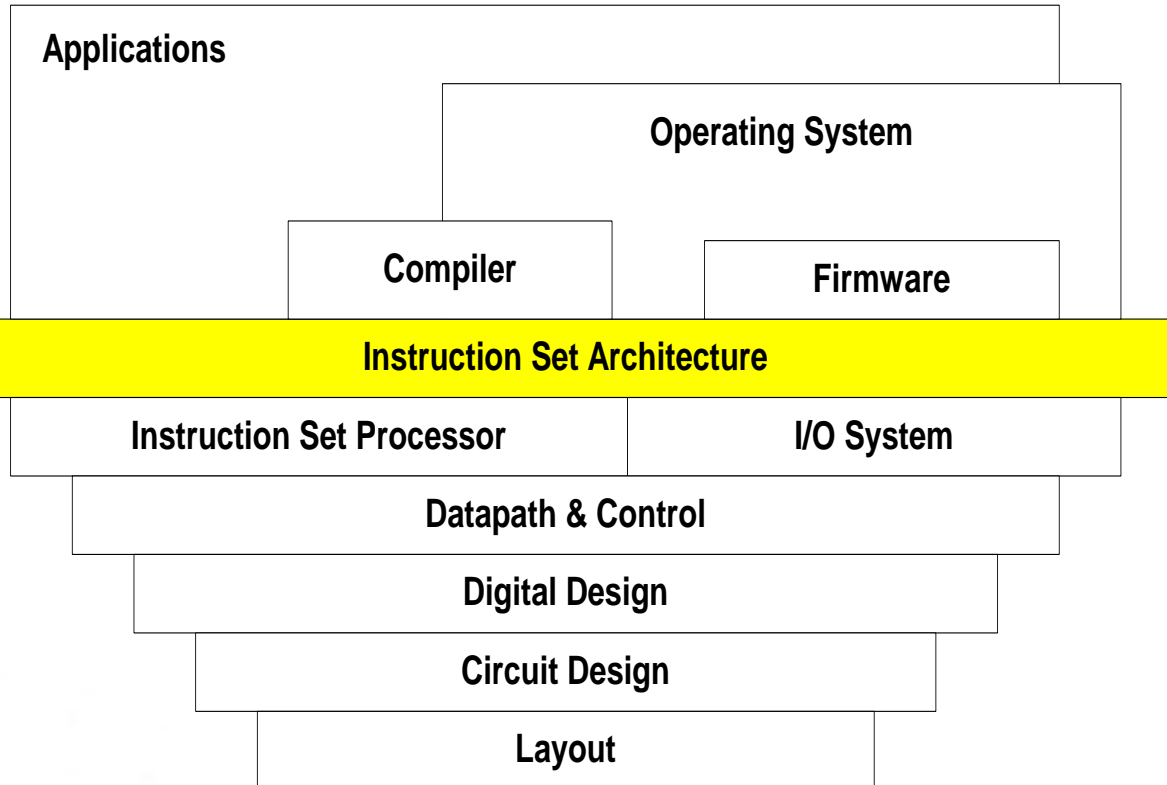 Applications
Operating System
Compiler
Firmware
Instruction Set Architecture
Instruction Set Processor
I/O System
Datapath & Control
Digital Design
Circuit Design
Layout